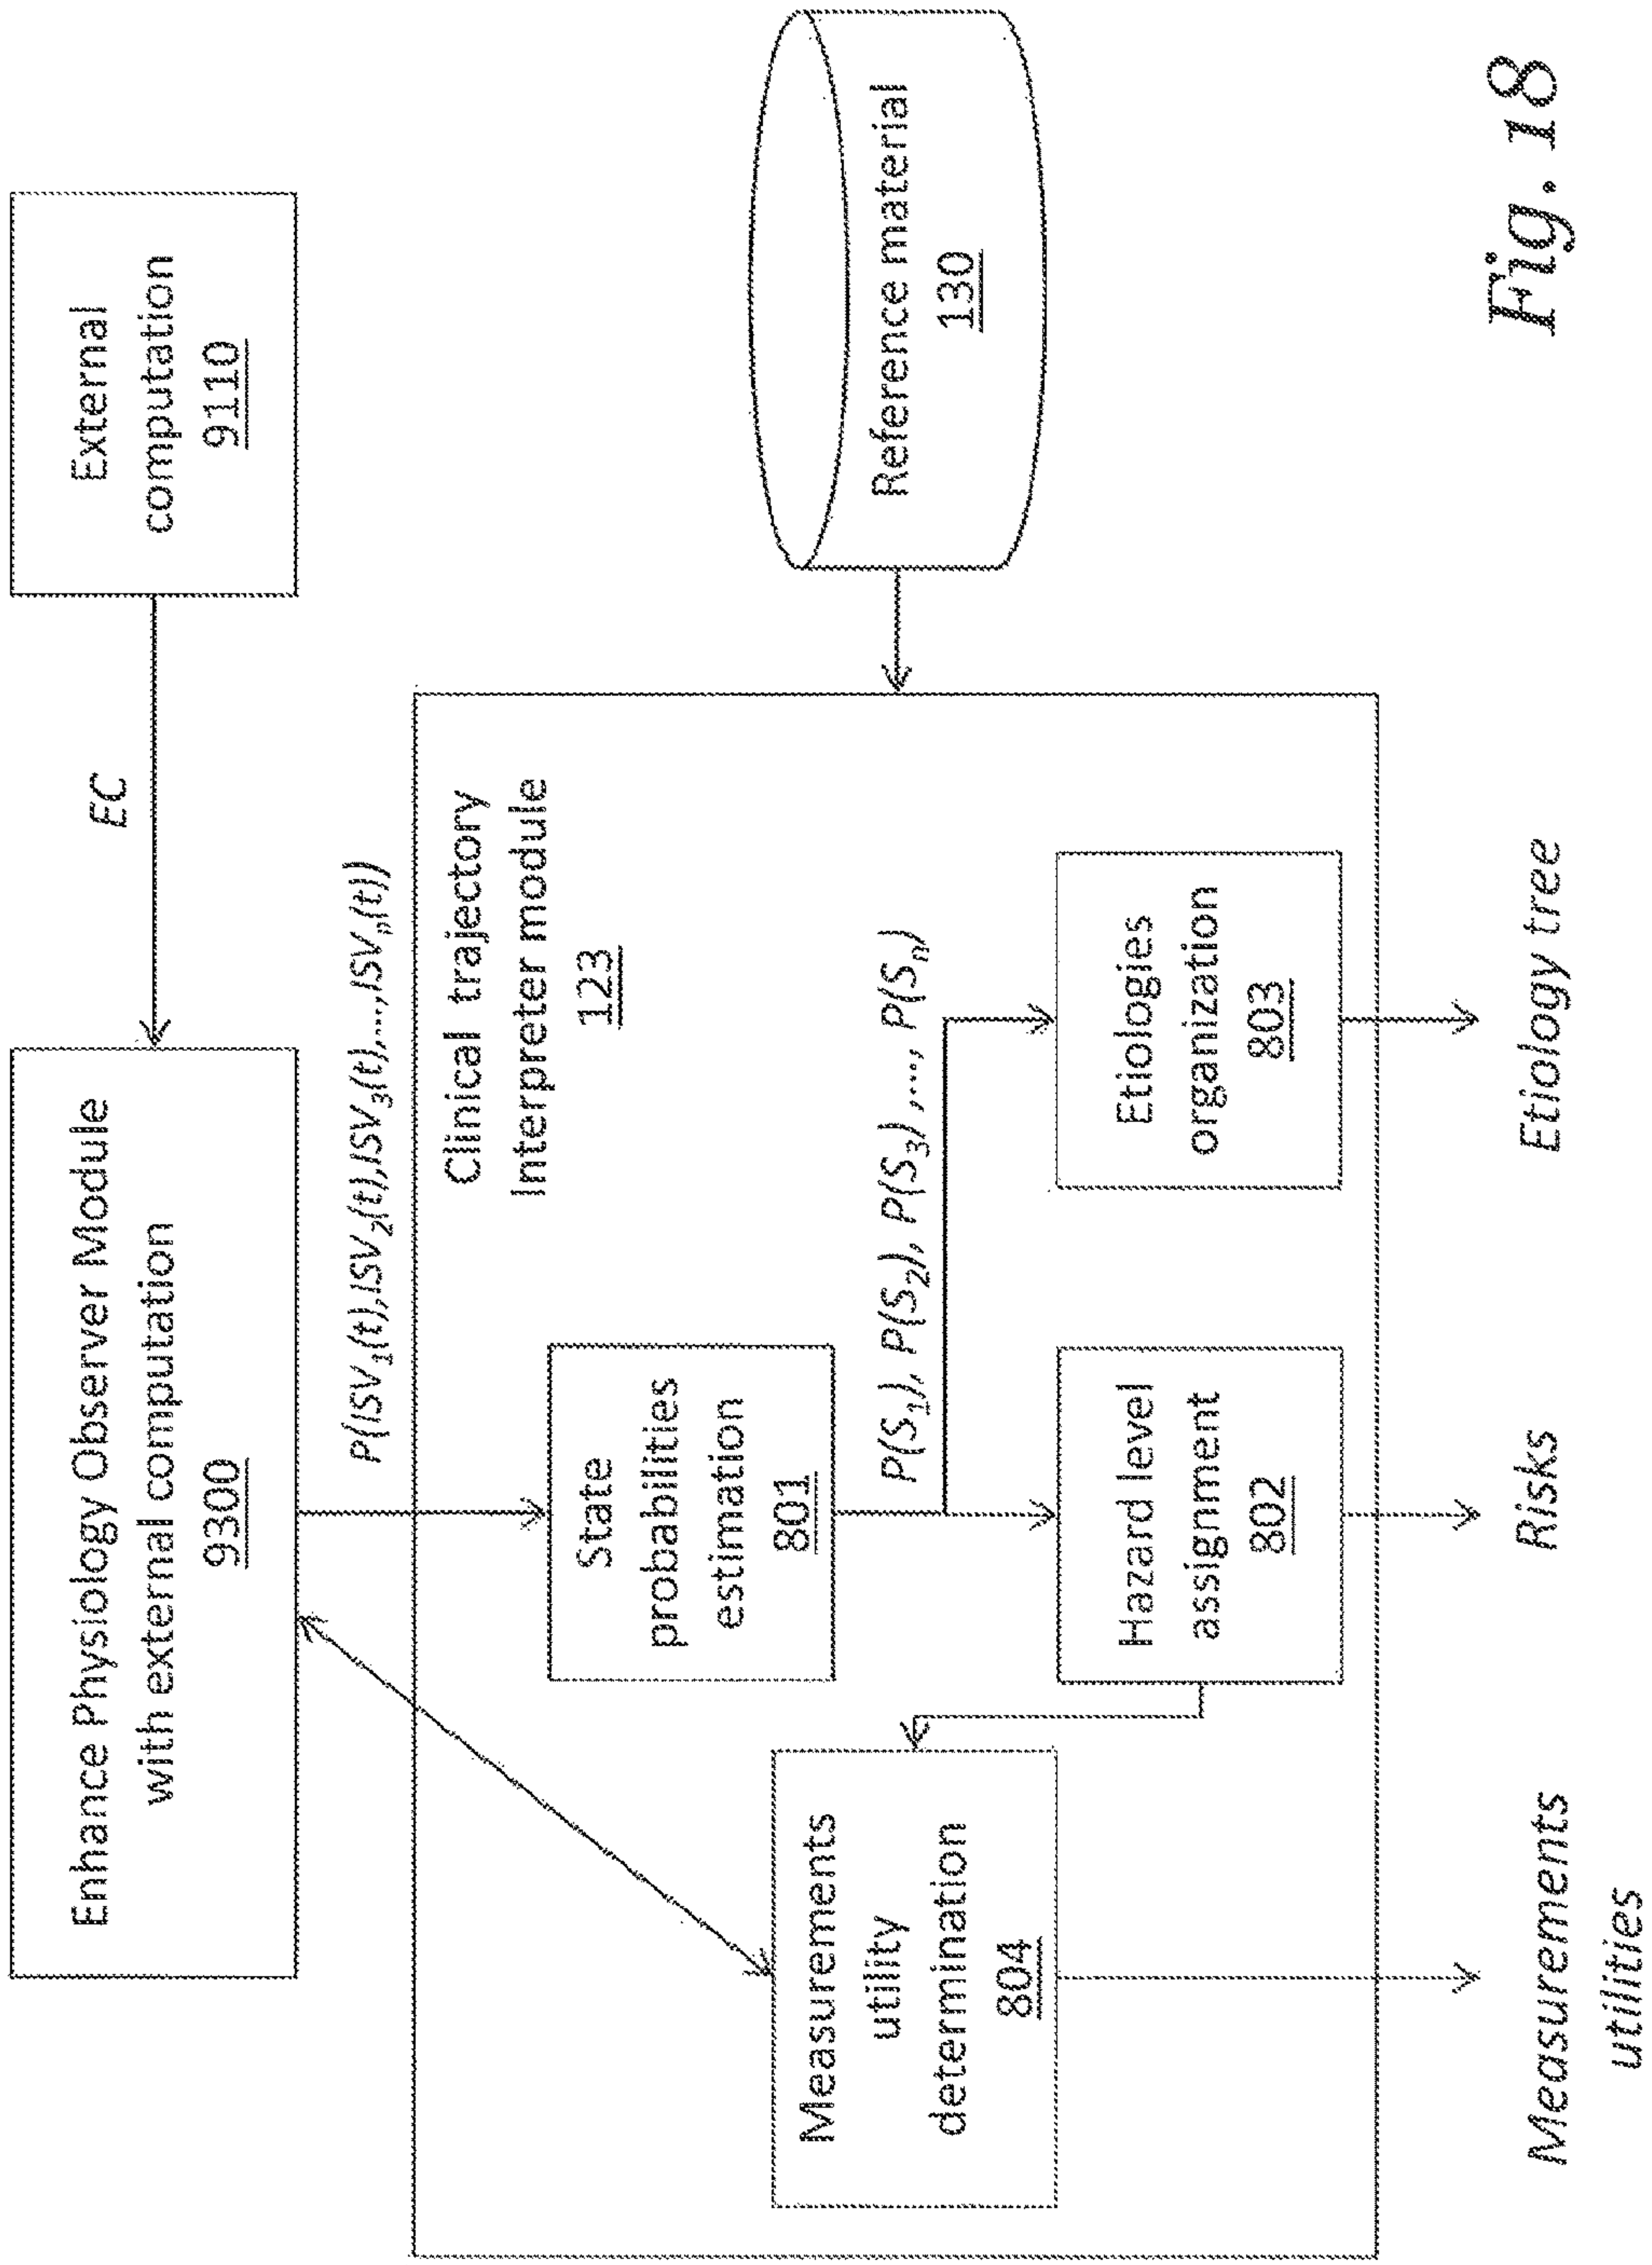 Enhance Physiology Observer Module
with external computation
9300
External
computation
9110
EC
P(ISV1(t),ISV2(t),ISV3(t),...,ISVn(t))
Clinical trajectory
Interpreter module
123
State
probabilities
estimation
801
Reference material
130
P(S1), P(S2), P(S3) ,..., P(Sn)
Measurements
utility
determination
804
Hazard level
assignment
802
Etiologies
organization
803
Measurements
utilities
Risks
Etiology tree
Fig. 18